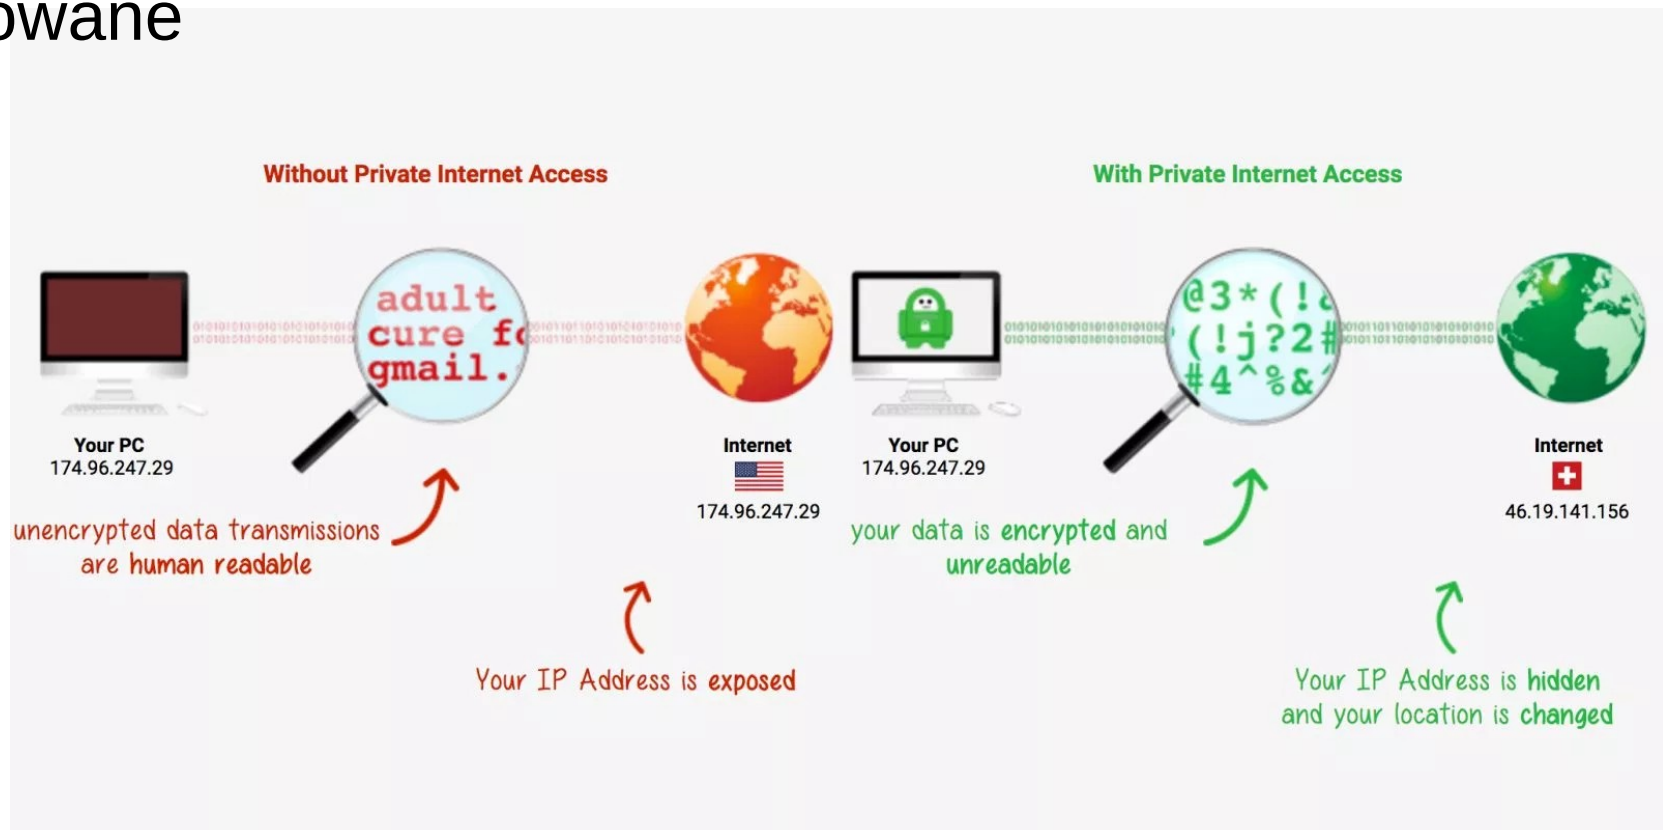 owane
Without Private Internet Access
With Private Internet Access
adult
cure fo
gmail.
@3*(!&
(!j?2#
#4^%&
Your PC
174.96.247.29
Internet
174.96.247.29
Your PC
174.96.247.29
Internet
46.19.141.156
unencrypted data transmissions
are human readable
your data is encrypted and
unreadable
Your IP Address is exposed
Your IP Address is hidden
and your location is changed